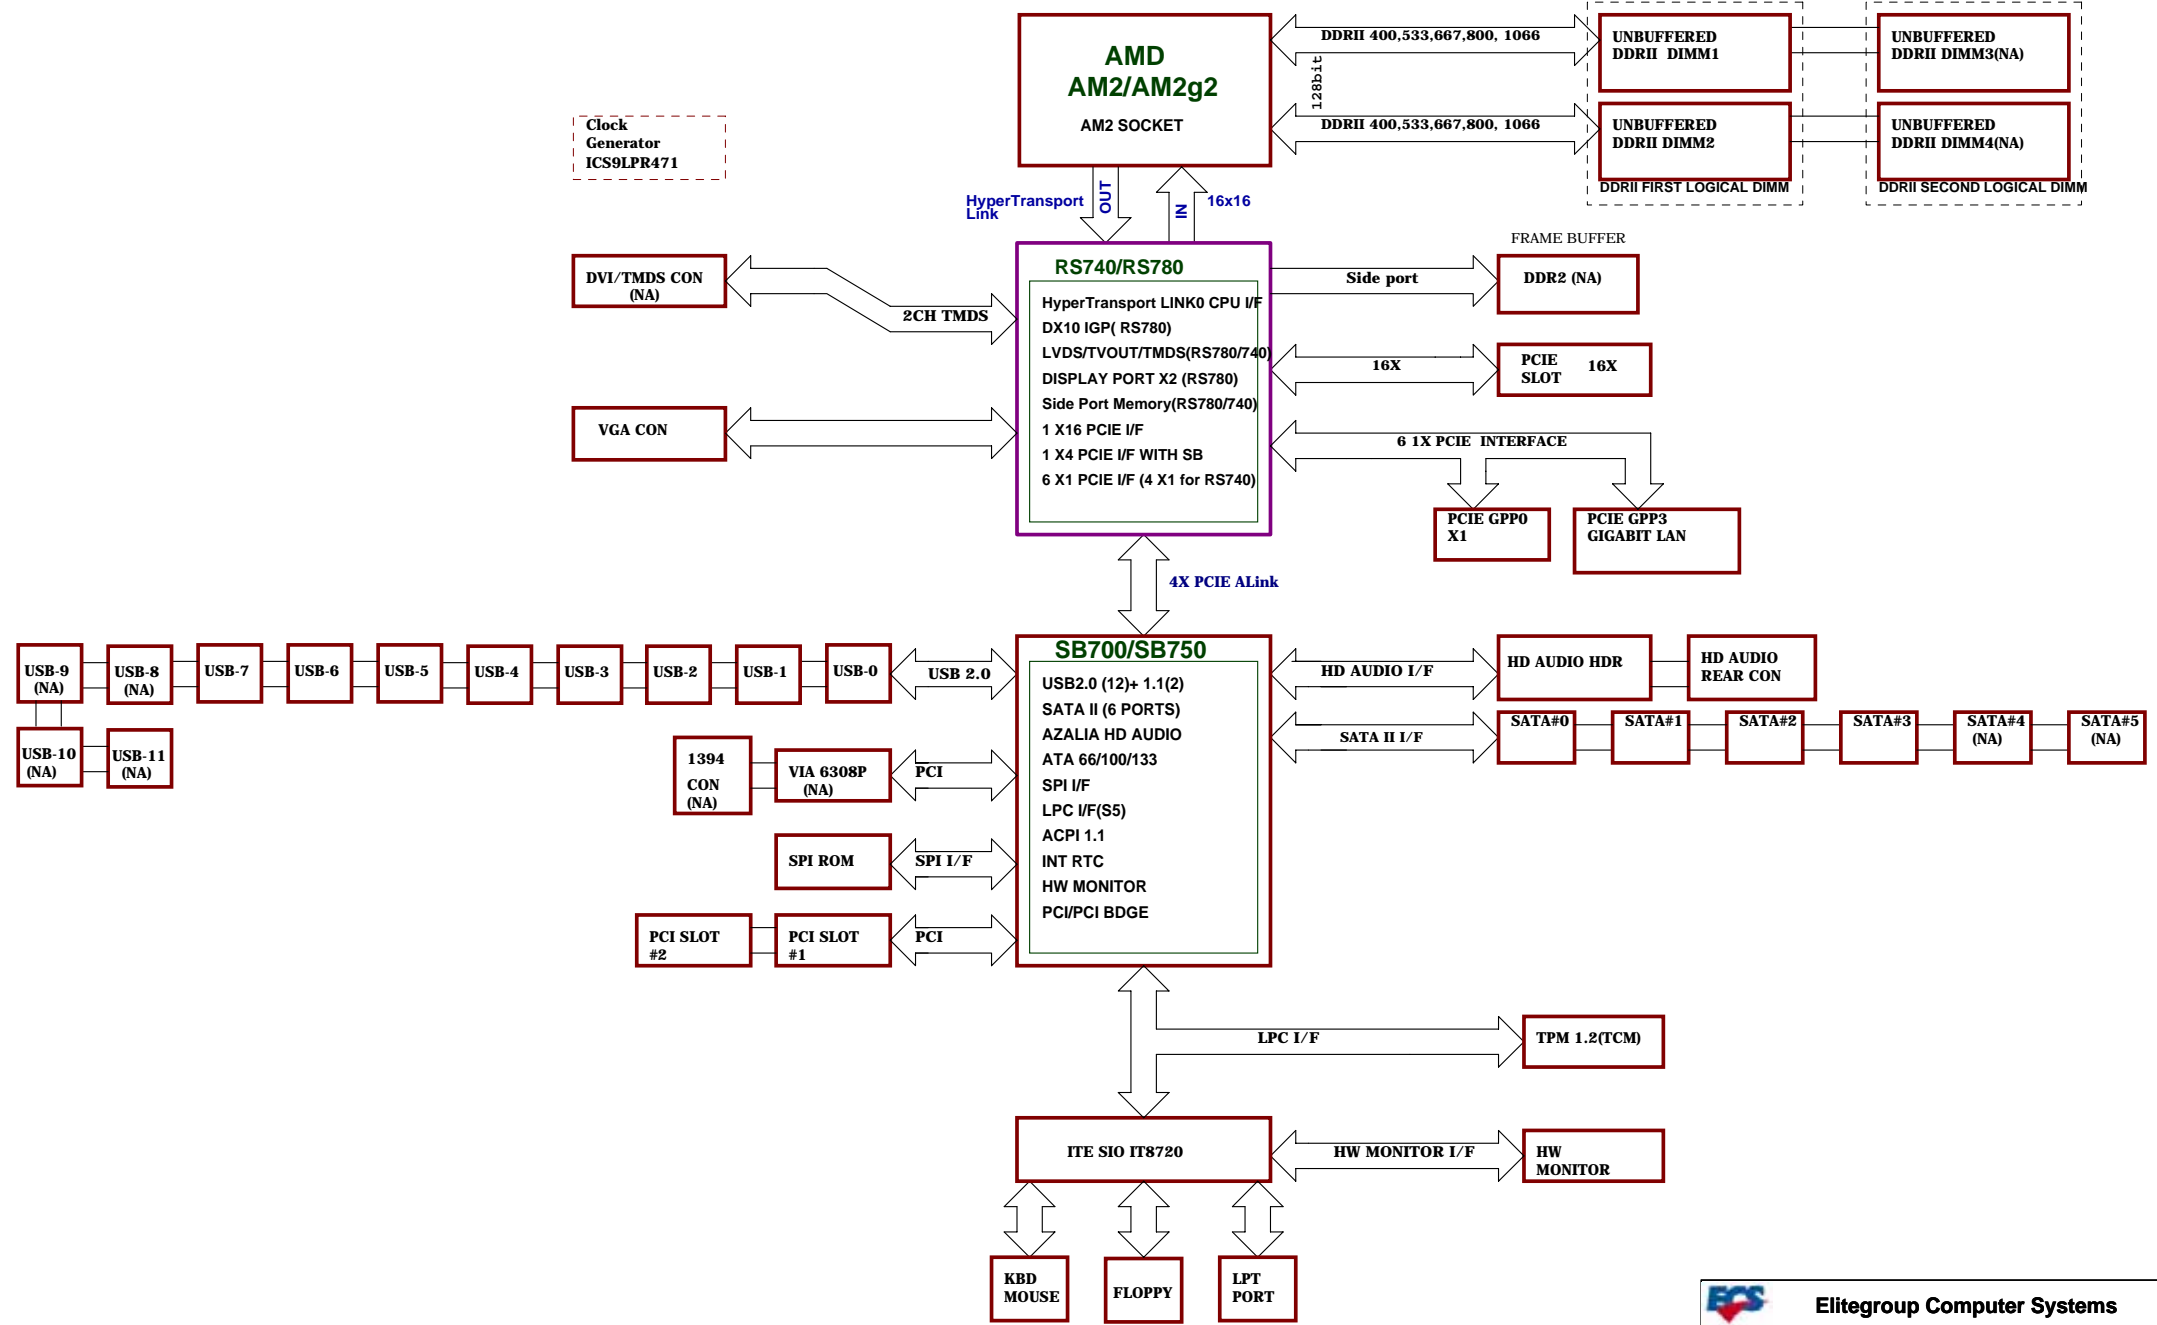 AMD
AM2/AM2g2
AM2 SOCKET
DDRII 400,533,667,800, 1066
128bit
DDRII 400,533,667,800, 1066
UNBUFFERED
DDRII DIMM1
UNBUFFERED
DDRII DIMM2
DDRII FIRST LOGICAL DIMM
UNBUFFERED
DDRII DIMM3(NA)
UNBUFFERED
DDRII DIMM4(NA)
DDRII SECOND LOGICAL DIMM
Clock
Generator
ICS9LPR471
HyperTransport
Link
OUT
IN
16x16
DVI/TMDS CON
(NA)
2CH TMDS
VGA CON
RS740/RS780
HyperTransport LINK0 CPU I/F
DX10 IGP( RS780)
LVDS/TVOUT/TMDS(RS780/740)
DISPLAY PORT X2 (RS780)
Side Port Memory(RS780/740)
1 X16 PCIE I/F
1 X4 PCIE I/F WITH SB
6 X1 PCIE I/F (4 X1 for RS740)
FRAME BUFFER
Side port
DDR2 (NA)
16X
PCIE 16X
SLOT
6 1X PCIE INTERFACE
PCIE GPP0
X1
PCIE GPP3
GIGABIT LAN
4X PCIE ALink
USB-9
(NA)
USB-8
(NA)
USB-7
USB-6
USB-5
USB-4
USB-3
USB-2
USB-1
USB-0
USB 2.0
USB-10
(NA)
USB-11
(NA)
1394
CON
(NA)
VIA 6308P
(NA)
PCI
SPI ROM
SPI I/F
PCI SLOT
#2
PCI SLOT
#1
PCI
SB700/SB750
USB2.0 (12)+ 1.1(2)
SATA II (6 PORTS)
AZALIA HD AUDIO
ATA 66/100/133
SPI I/F
LPC I/F(S5)
ACPI 1.1
INT RTC
HW MONITOR
PCI/PCI BDGE
HD AUDIO I/F
HD AUDIO HDR
HD AUDIO
REAR CON
SATA II I/F
SATA#0
SATA#1
SATA#2
SATA#3
SATA#4
(NA)
SATA#5
(NA)
LPC I/F
TPM 1.2(TCM)
ITE SIO IT8720
HW MONITOR I/F
HW
MONITOR
KBD
MOUSE
FLOPPY
LPT
PORT
ECS
Elitegroup Computer Systems